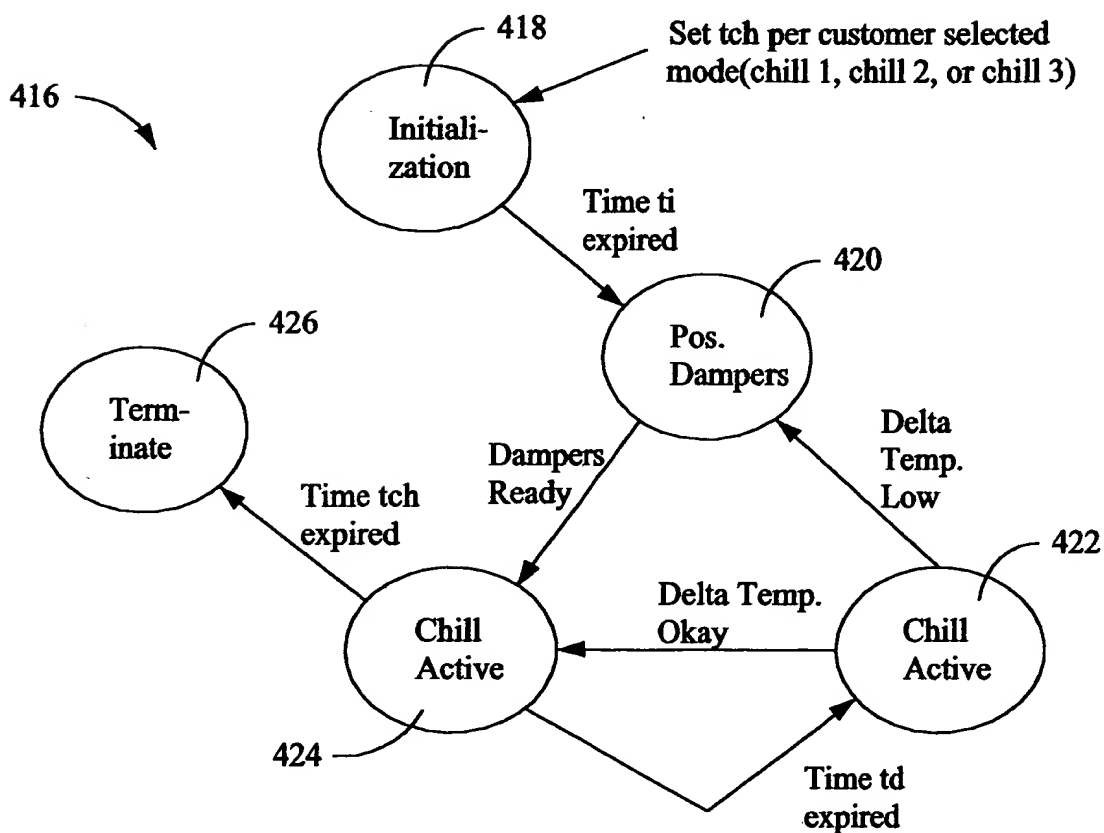 418
Set tch per customer selected
mode(chill 1, chill 2, or chill 3)
416
Initiali-
zation
Time ti
expired
420
426
Pos.
Dampers
Term-
inate
Delta
Temp.
Low
Dampers
Ready
Time tch
expired
422
Delta Temp.
Okay
Chill
Active
Chill
Active
424
Time td
expired